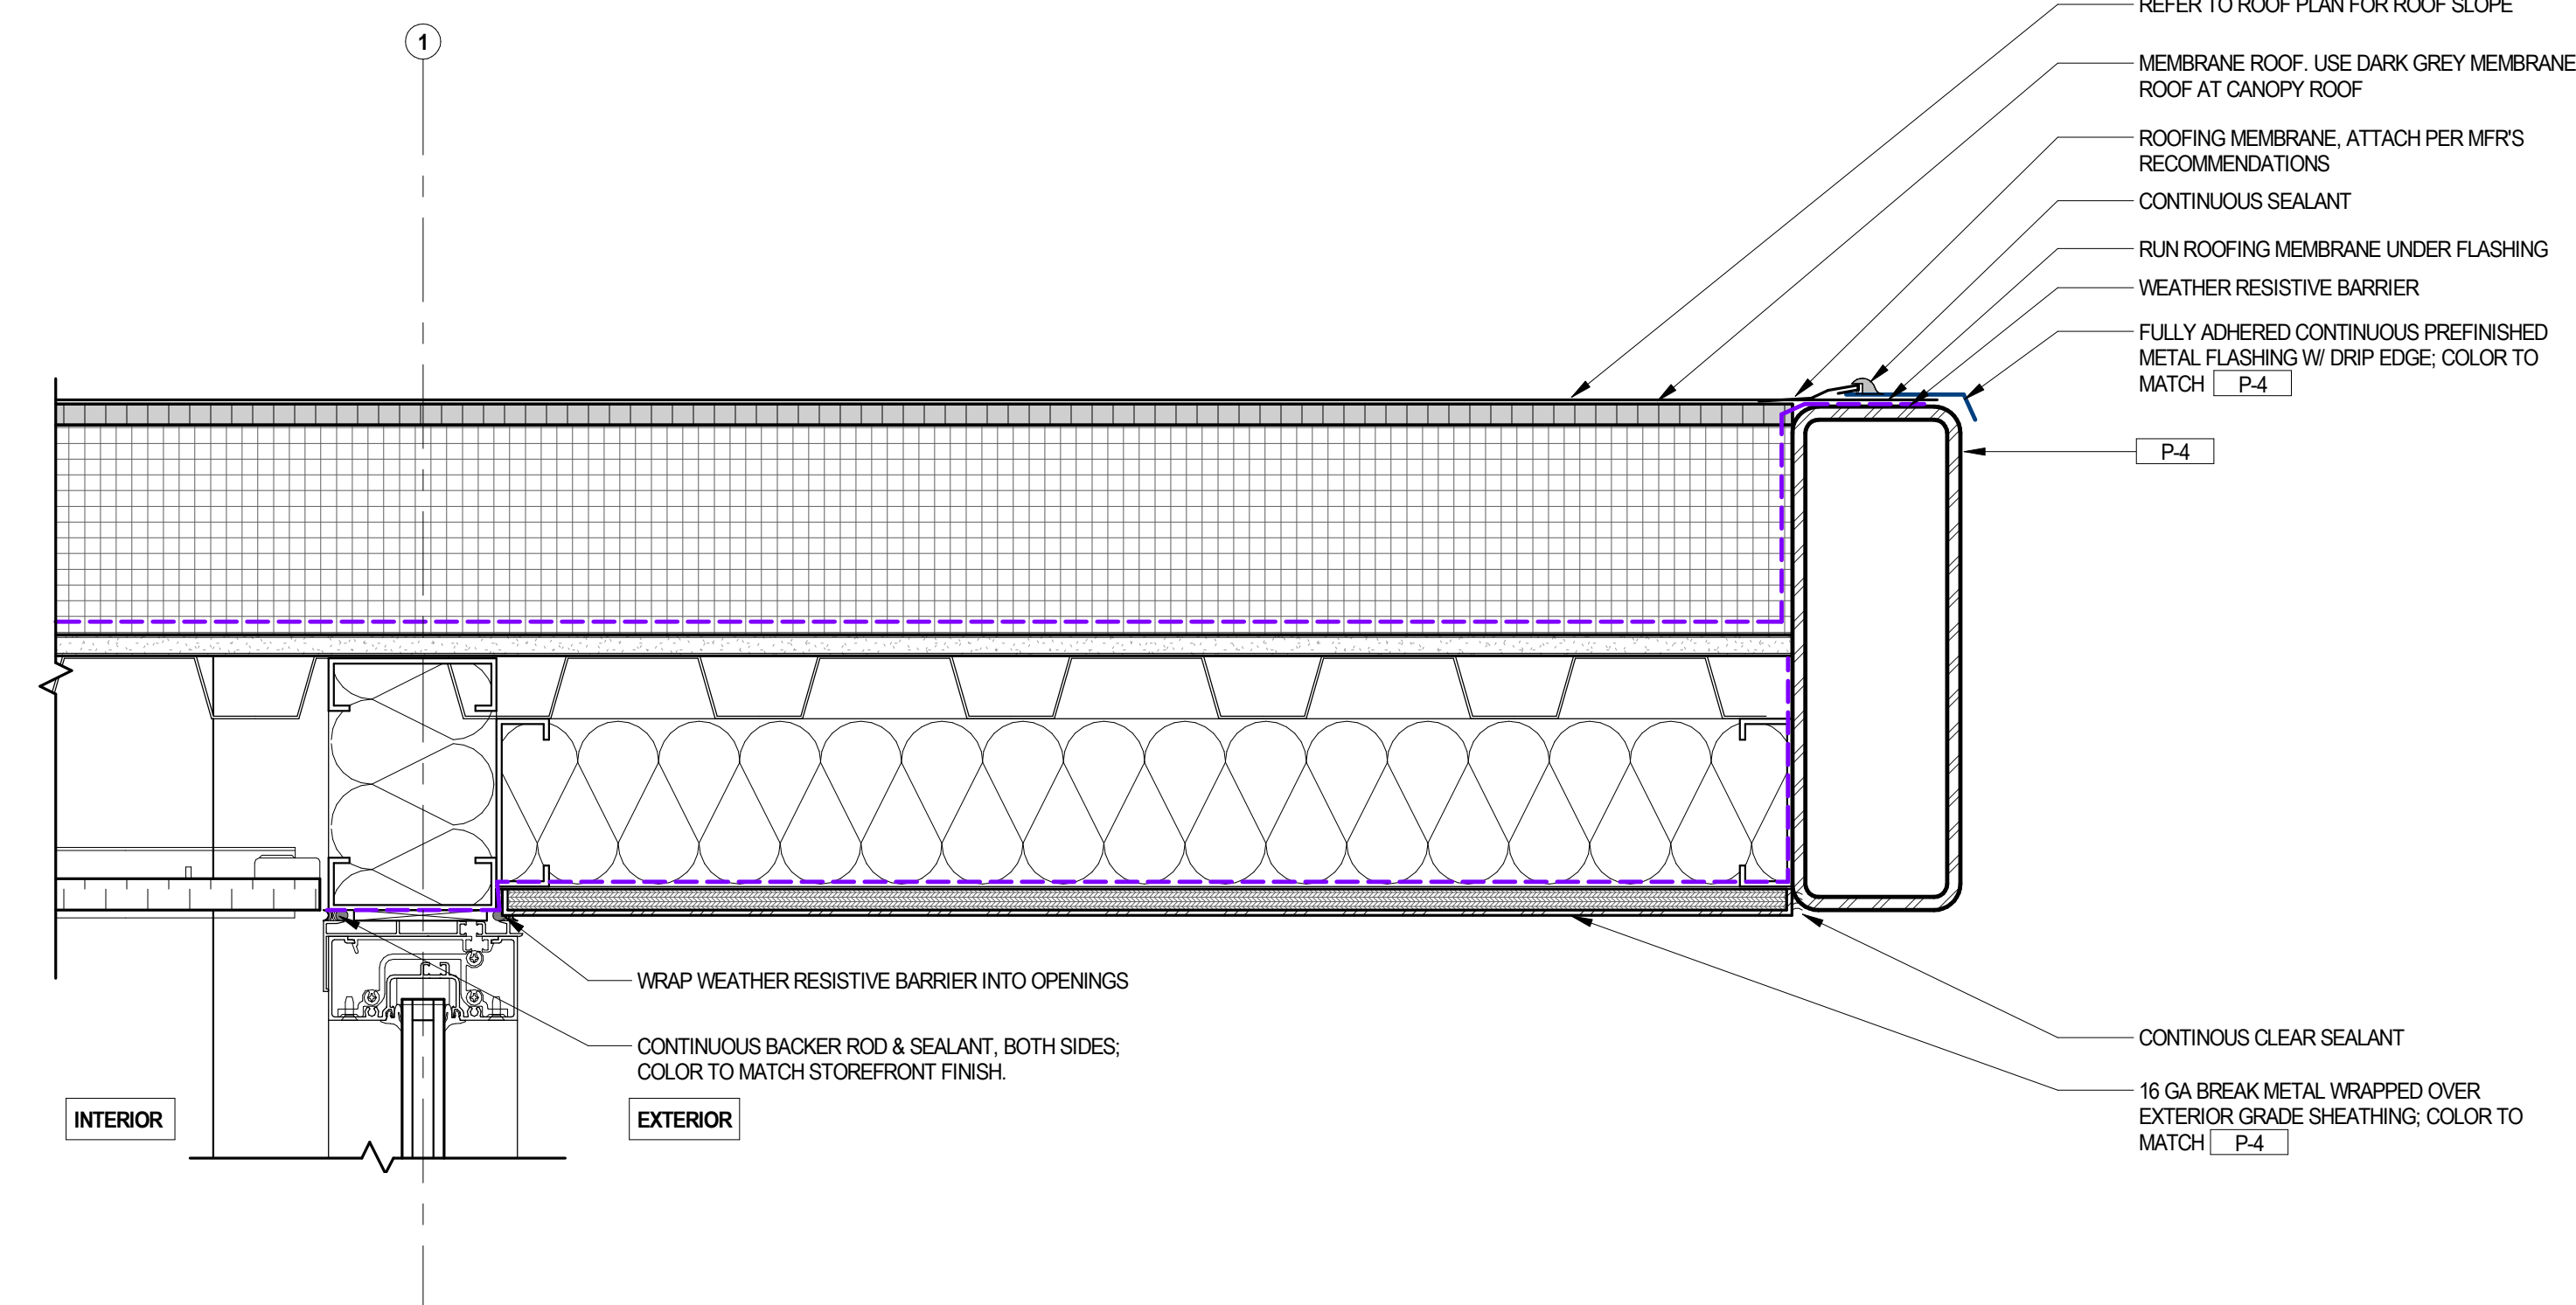 1
REFER TO ROOF PLAN FOR ROOF SLOPE
MEMBRANE ROOF. USE DARK GREY MEMBRANE
ROOF AT CANOPY ROOF
ROOFING MEMBRANE, ATTACH PER MFR'S
RECOMMENDATIONS
CONTINUOUS SEALANT
RUN ROOFING MEMBRANE UNDER FLASHING
WEATHER RESISTIVE BARRIER
FULLY ADHERED CONTINUOUS PREFINISHED
METAL FLASHING W/ DRIP EDGE; COLOR TO
MATCH P-4
P-4
WRAP WEATHER RESISTIVE BARRIER INTO OPENINGS
CONTINUOUS BACKER ROD & SEALANT, BOTH SIDES;
COLOR TO MATCH STOREFRONT FINISH.
CONTINOUS CLEAR SEALANT
16 GA BREAK METAL WRAPPED OVER
EXTERIOR GRADE SHEATHING; COLOR TO
MATCH P-4
INTERIOR
EXTERIOR